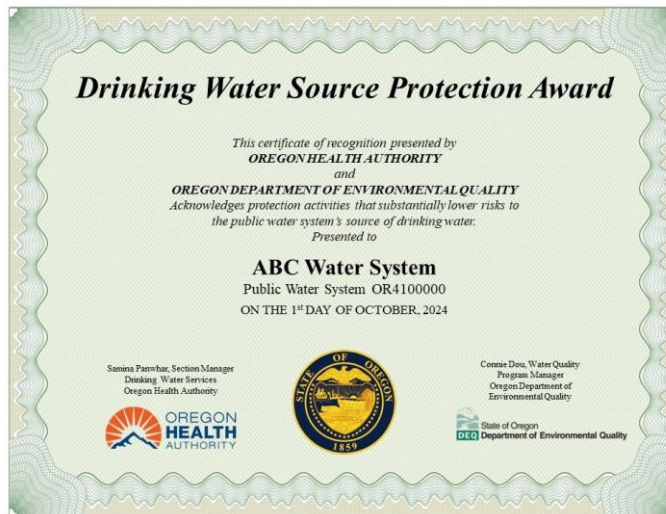 Drinking Water Source Protection Award
This certificate of recognition presented by
OREGON HEALTH AUTHORITY
and
OREGON DEPARTMENT OF ENVIRONMENTAL QUALITY
Acknowledges protection activities that substantially lower risks to
the public water system's source of drinking water.
Presented to
ABC Water System
Public Water System OR4100000
ON THE 1st DAY OF OCTOBER, 2024
Samina Panwhar, Section Manager
Drinking Water Services
Oregon Health Authority
OREGON
HEALTH
AUTHORITY
STATE OF OREGON
1859
Connie Dou, Water Quality
Program Manager
Oregon Department of
Environmental Quality
State of Oregon
DEQ Department of Environmental Quality